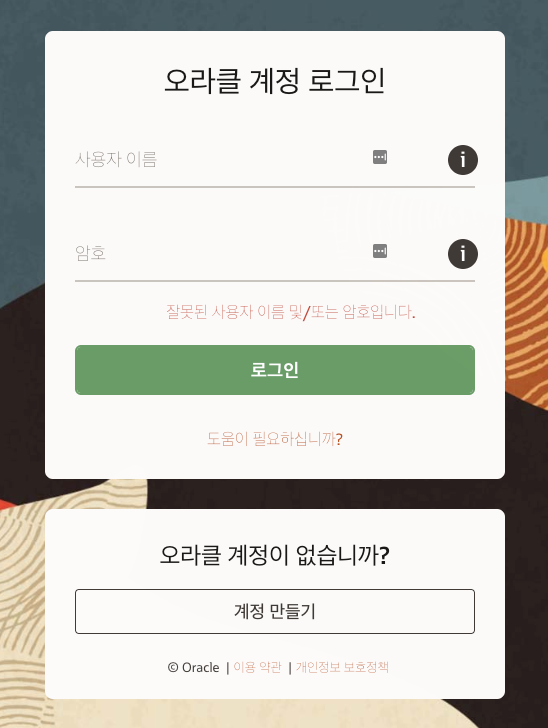 오라클 계정 로그인
사용자 이름
i
암호
i
잘못된 사용자 이름 및/또는 암호입니다.
로그인
도움이 필요하십니까?
오라클 계정이 없습니까?
계정 만들기
© Oracle | 이용 약관 | 개인정보 보호정책